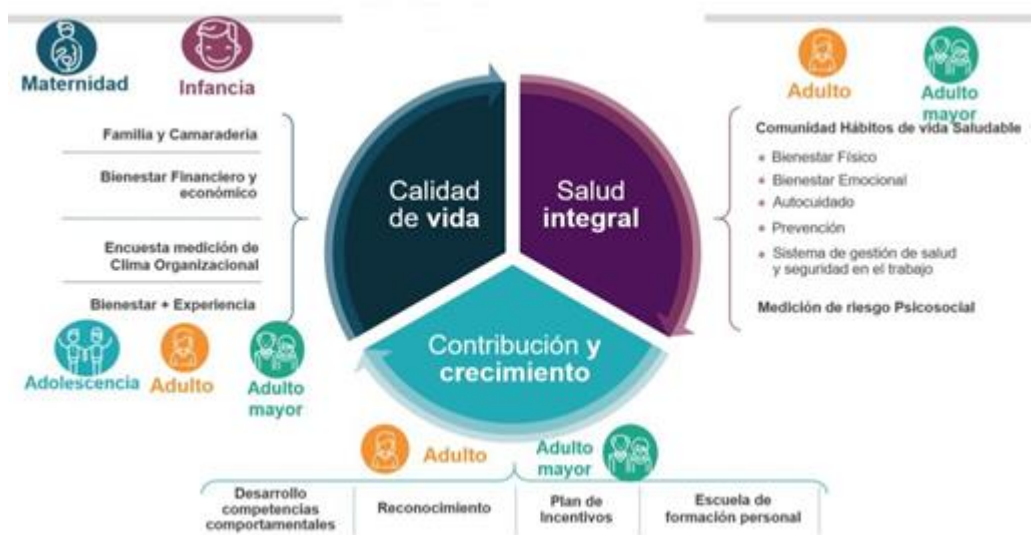 Maternidad
Infancia
Familia y Camaradería
Bienestar Financiero y
económico
Encuesta medición de
Clima Organizacional
Bienestar + Experiencia
Adolescencia
Adulto
Adulto
mayor
Calidad
de vida
Salud
integral
Contribución y
crecimiento
Adulto
Adulto
mayor
Comunidad Hábitos de vida Saludable
• Bienestar Físico
• Bienestar Emocional
• Autocuidado
• Prevención
• Sistema de gestión de salud
y seguridad en el trabajo
Medición de riesgo Psicosocial
Adulto
Adulto
mayor
Desarrollo
competencias
comportamentales
Reconocimiento
Plan de
Incentivos
Escuela de
formación personal